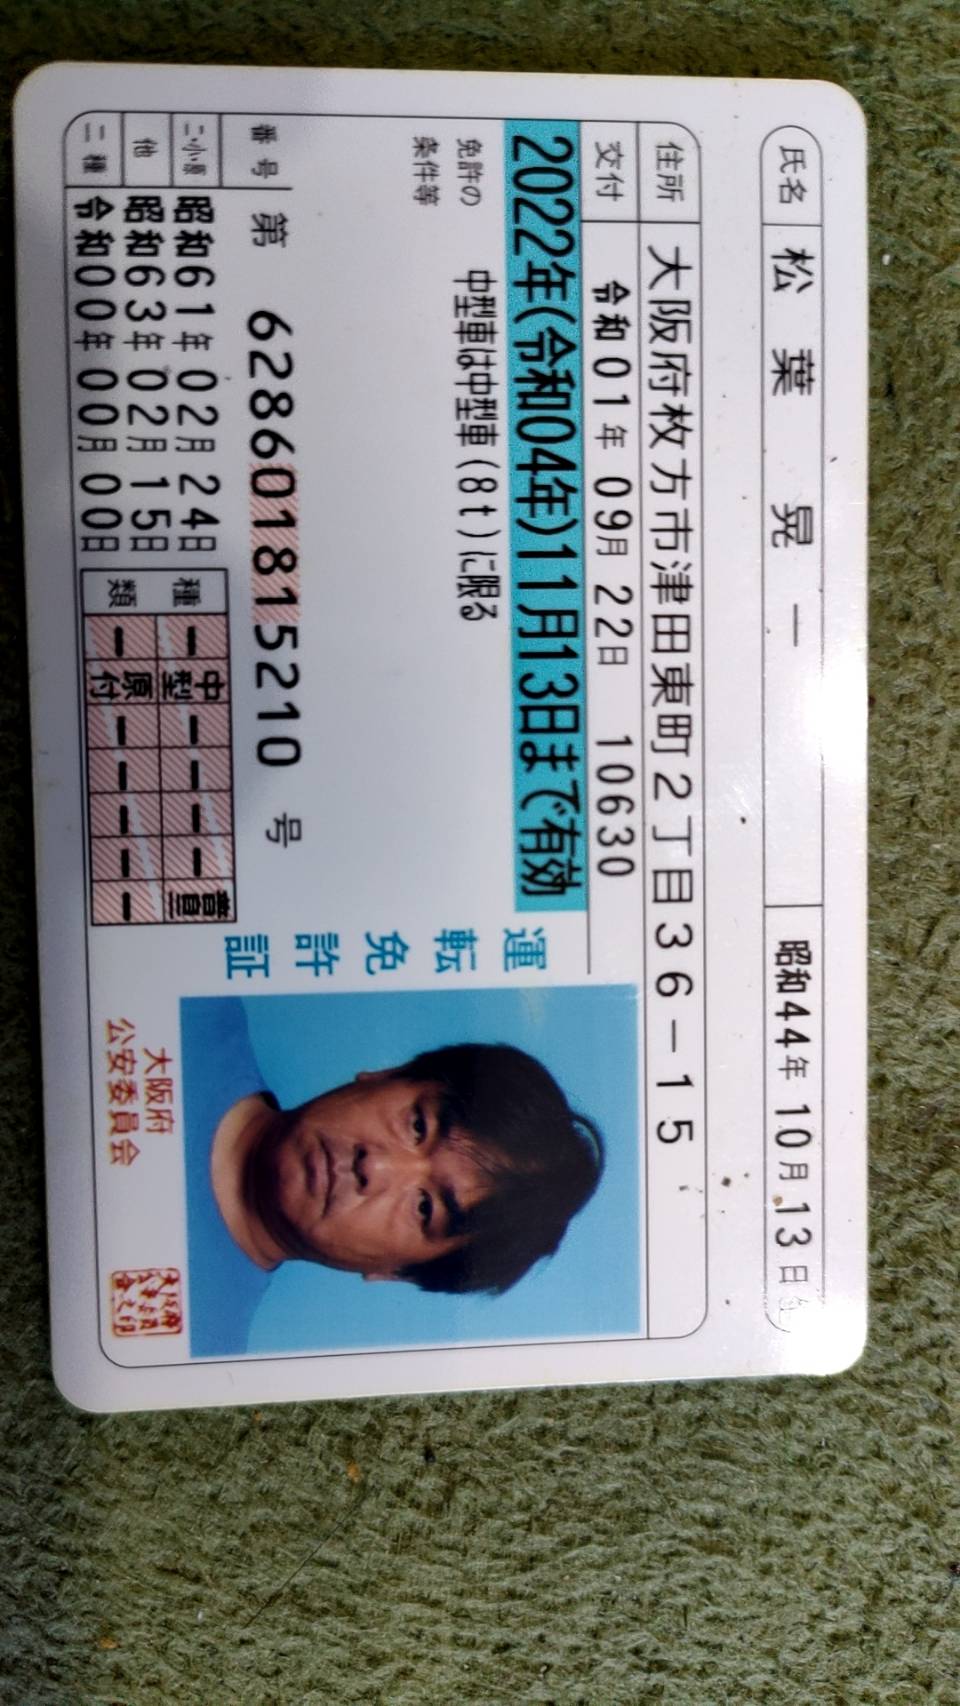 氏名 松葉 晃一 昭和44年10月13日生
住所 大阪府枚方市津田東町2丁目36-15
交付 令和01年09月22日 10630
2022年(令和04年)11月13日まで有効
免許の
条件等
中型車は中型車(8t)に限る
番号 第 628601815210 号
二・小・原 昭和61年02月24日
他 昭和63年02月15日
二種 令和00年00月00日
種類
中型 普自二
原付
運転免許証
大阪府
公安委員会